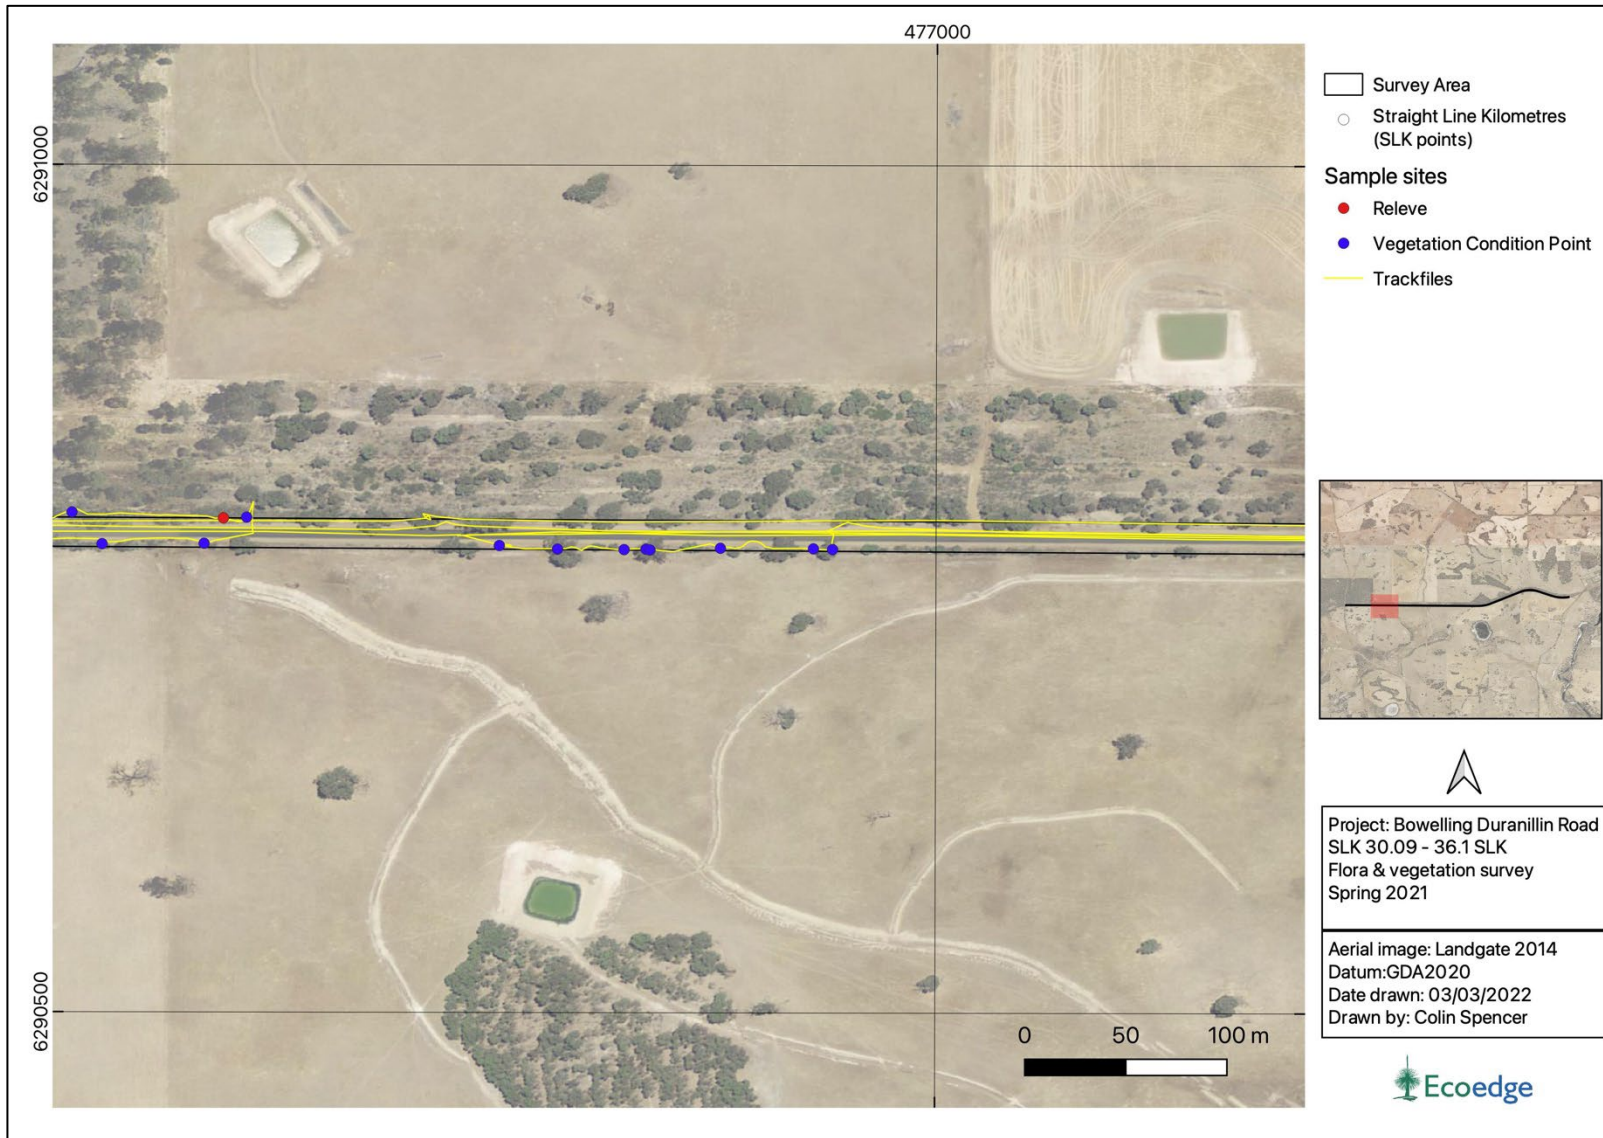 477000
6291000
6290500
0 50 100 m
Survey Area
Straight Line Kilometres
(SLK points)
Sample sites
Releve
Vegetation Condition Point
Trackfiles
Project: Bowelling Duranillin Road
SLK 30.09 - 36.1 SLK
Flora & vegetation survey
Spring 2021
Aerial image: Landgate 2014
Datum:GDA2020
Date drawn: 03/03/2022
Drawn by: Colin Spencer
Ecoedge